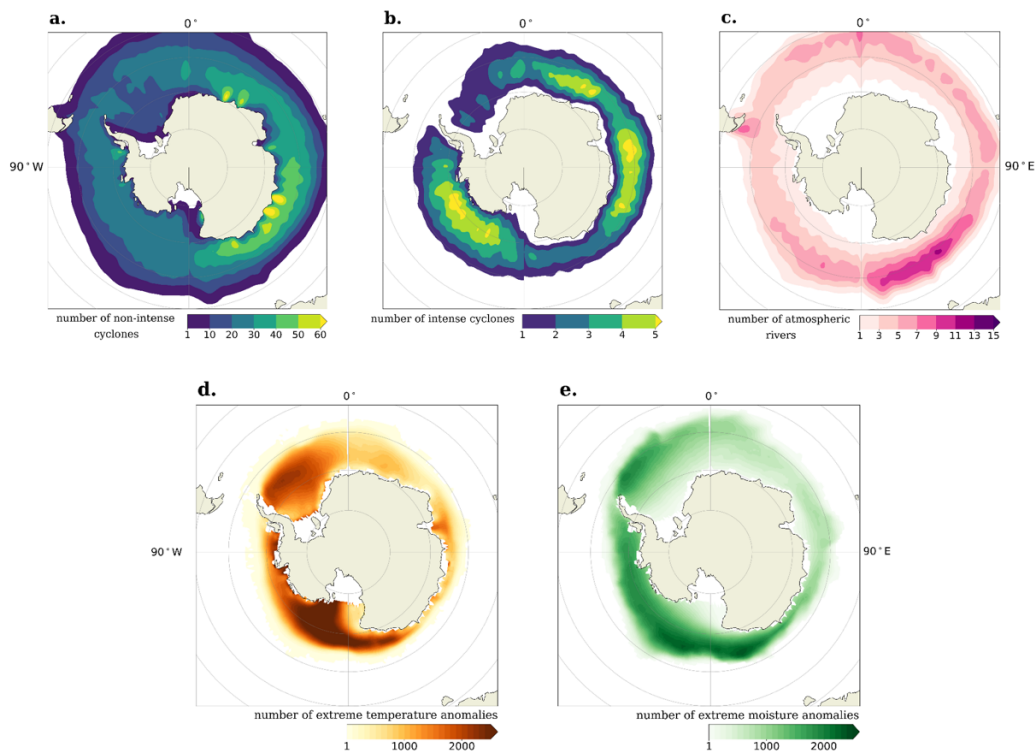 a.
0°
b.
0°
c.
0°
90°W
90°E
number of non-intense
cyclones
1 10 20 30 40 50 60
number of intense cyclones
1 2 3 4 5
number of atmospheric
rivers
1 3 5 7 9 11 13 15
d.
0°
e.
0°
90°W
90°E
number of extreme temperature anomalies
1 1000 2000
number of extreme moisture anomalies
1 1000 2000